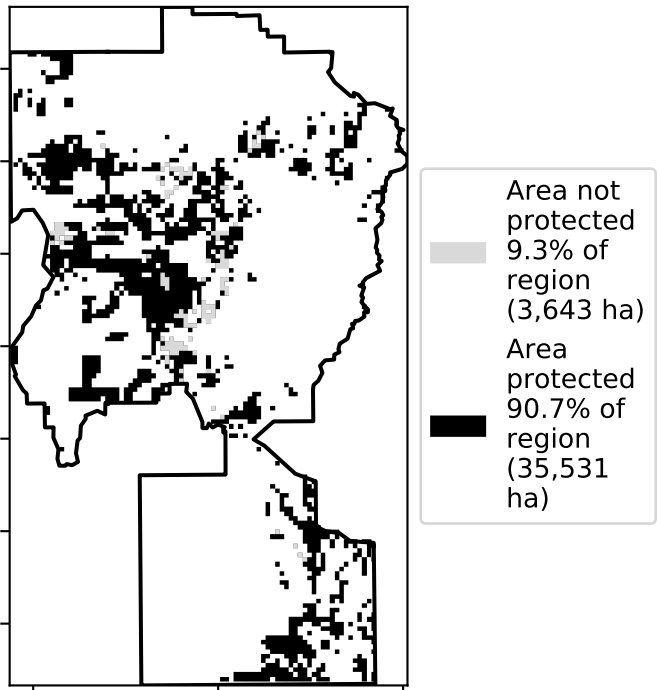 Area not
protected
9.3% of
region
(3,643 ha)
Area
protected
90.7% of
region
(35,531
ha)